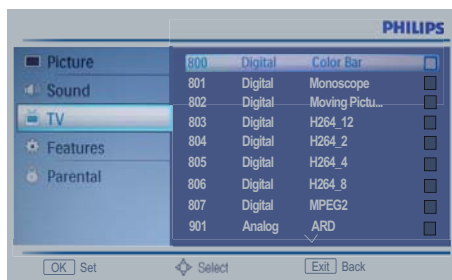 PHILIPS
Picture
Sound
TV
Features
Parental
800 Digital Color Bar
801 Digital Monoscope
802 Digital Moving Pictu...
803 Digital H264_12
804 Digital H264_2
805 Digital H264_4
806 Digital H264_8
807 Digital MPEG2
901 Analog ARD
OK Set Select Exit Back